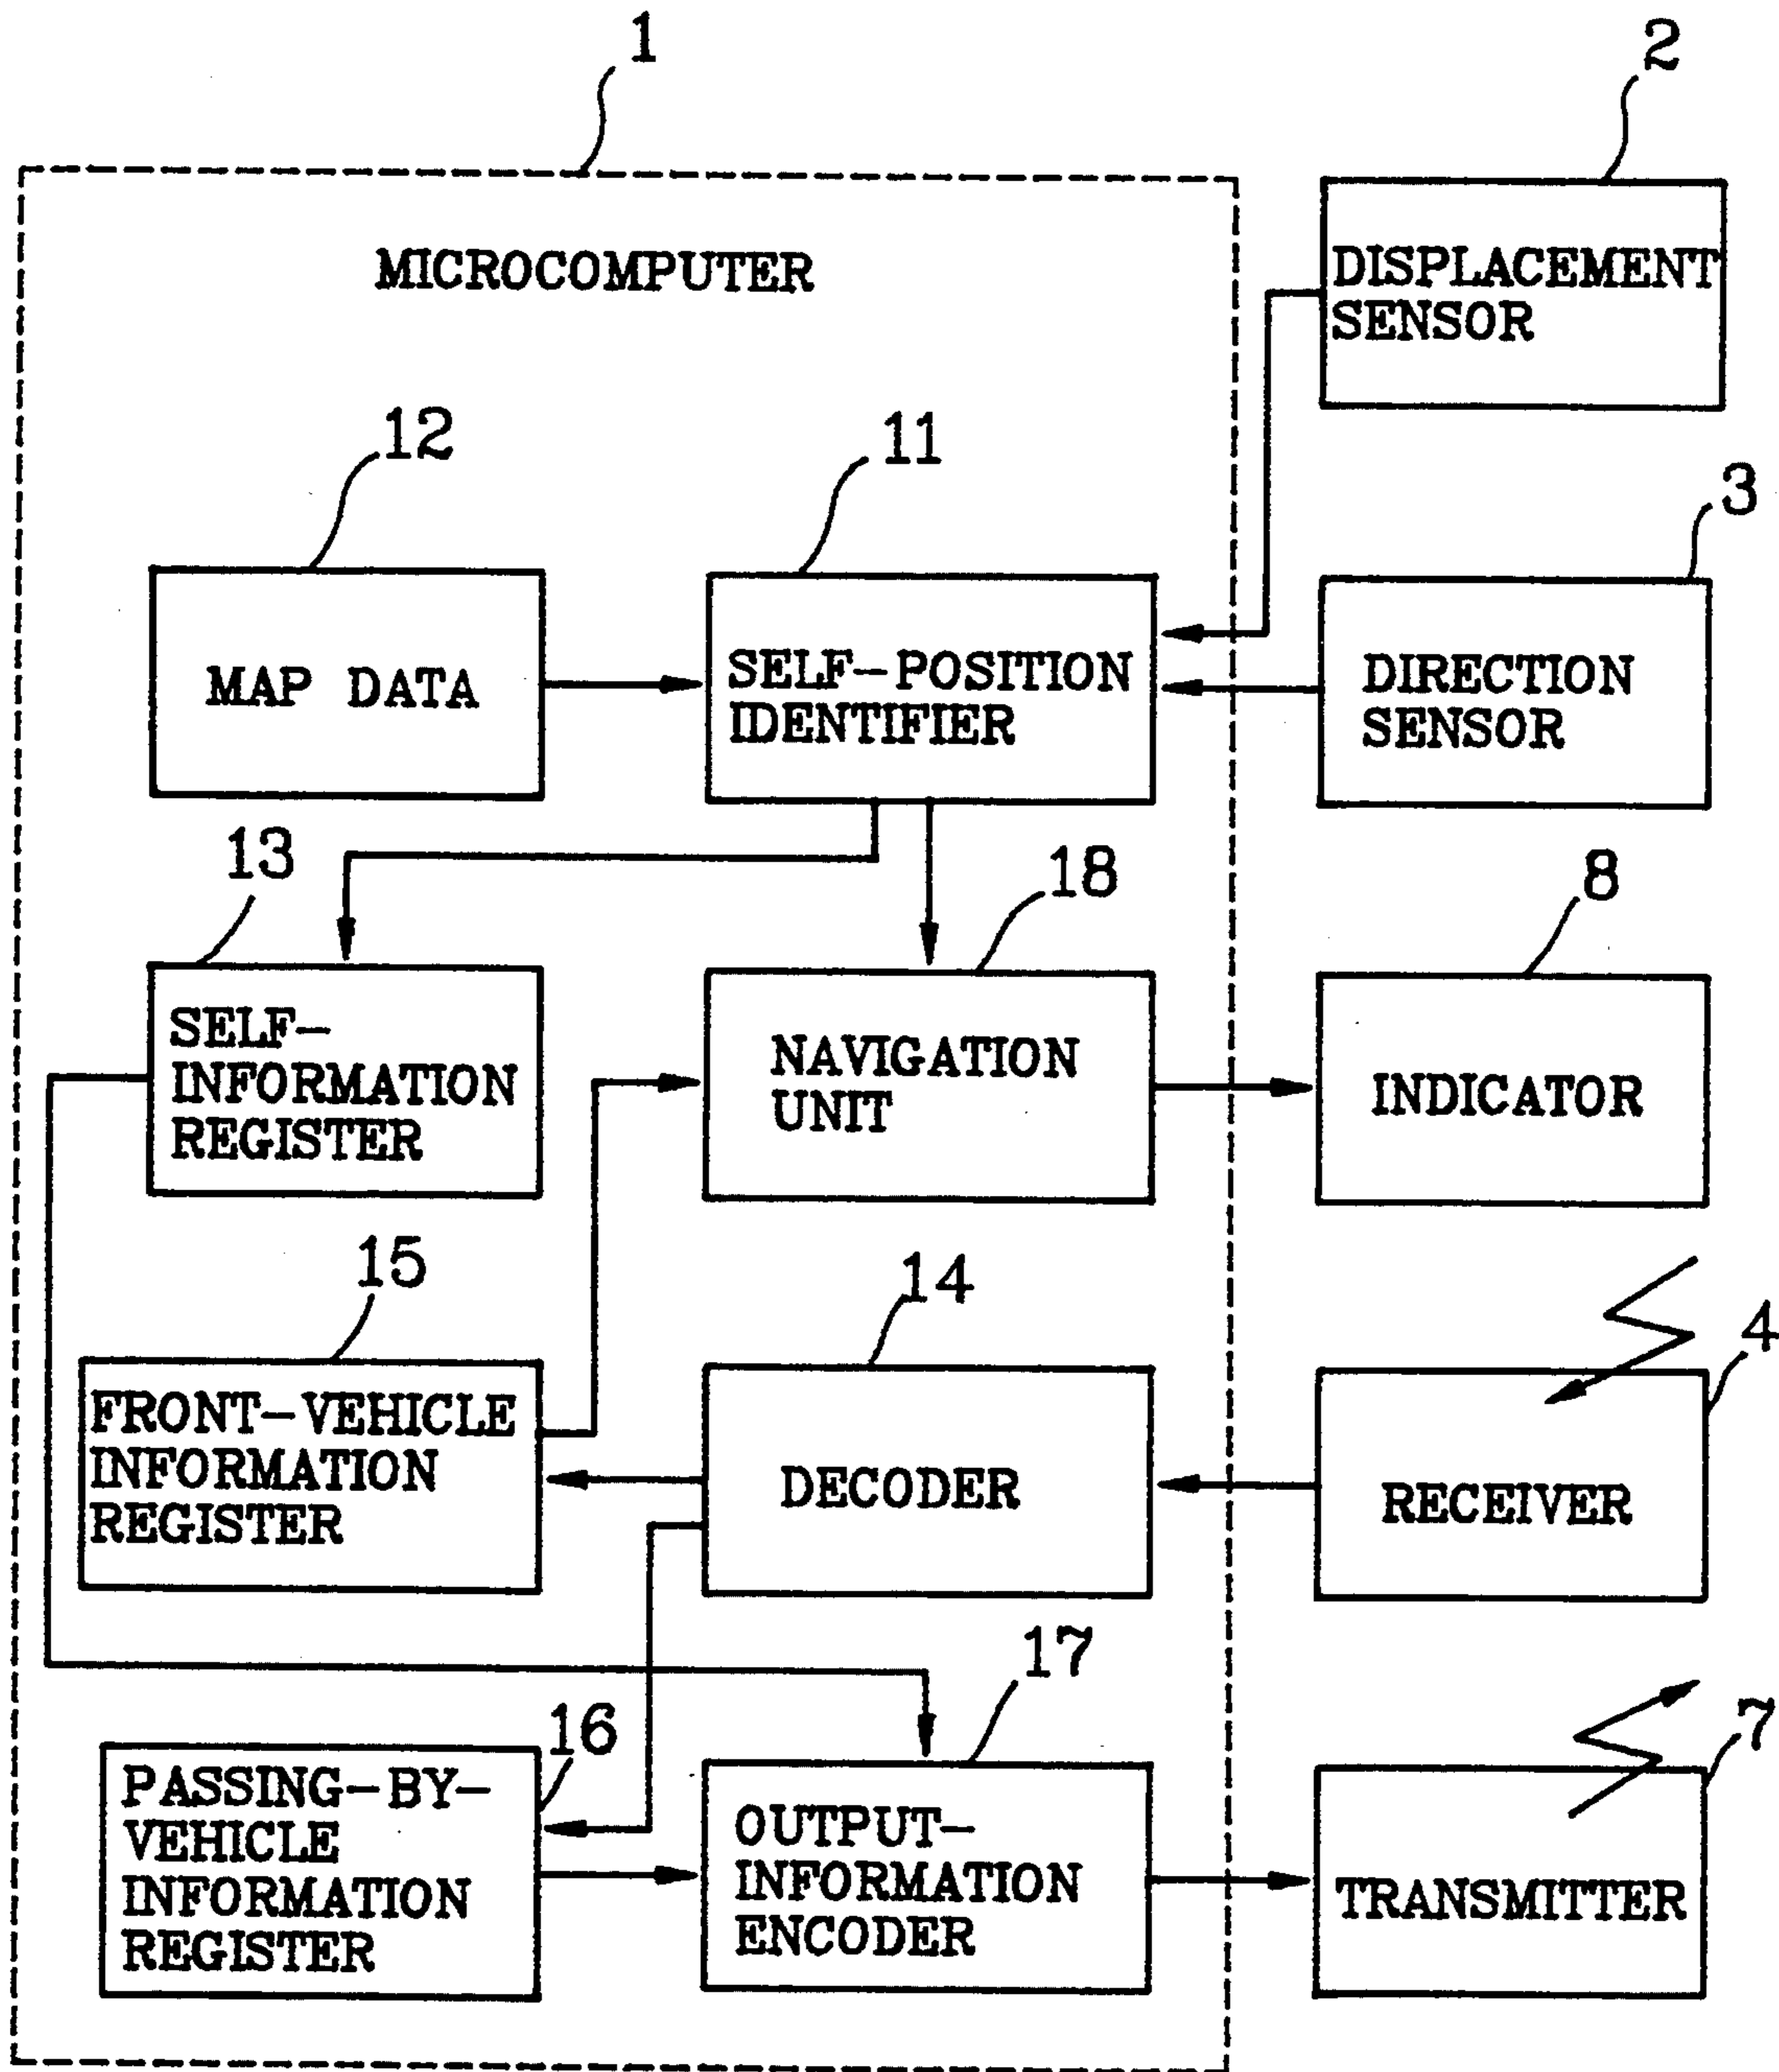 1
2
MICROCOMPUTER
DISPLACEMENT
SENSOR
12
11
3
MAP DATA
SELF-POSITION
IDENTIFIER
DIRECTION
SENSOR
13
18
8
SELF-
INFORMATION
REGISTER
NAVIGATION
UNIT
INDICATOR
15
14
4
FRONT-VEHICLE
INFORMATION
REGISTER
DECODER
RECEIVER
16
17
7
PASSING-BY-
VEHICLE
INFORMATION
REGISTER
OUTPUT-
INFORMATION
ENCODER
TRANSMITTER